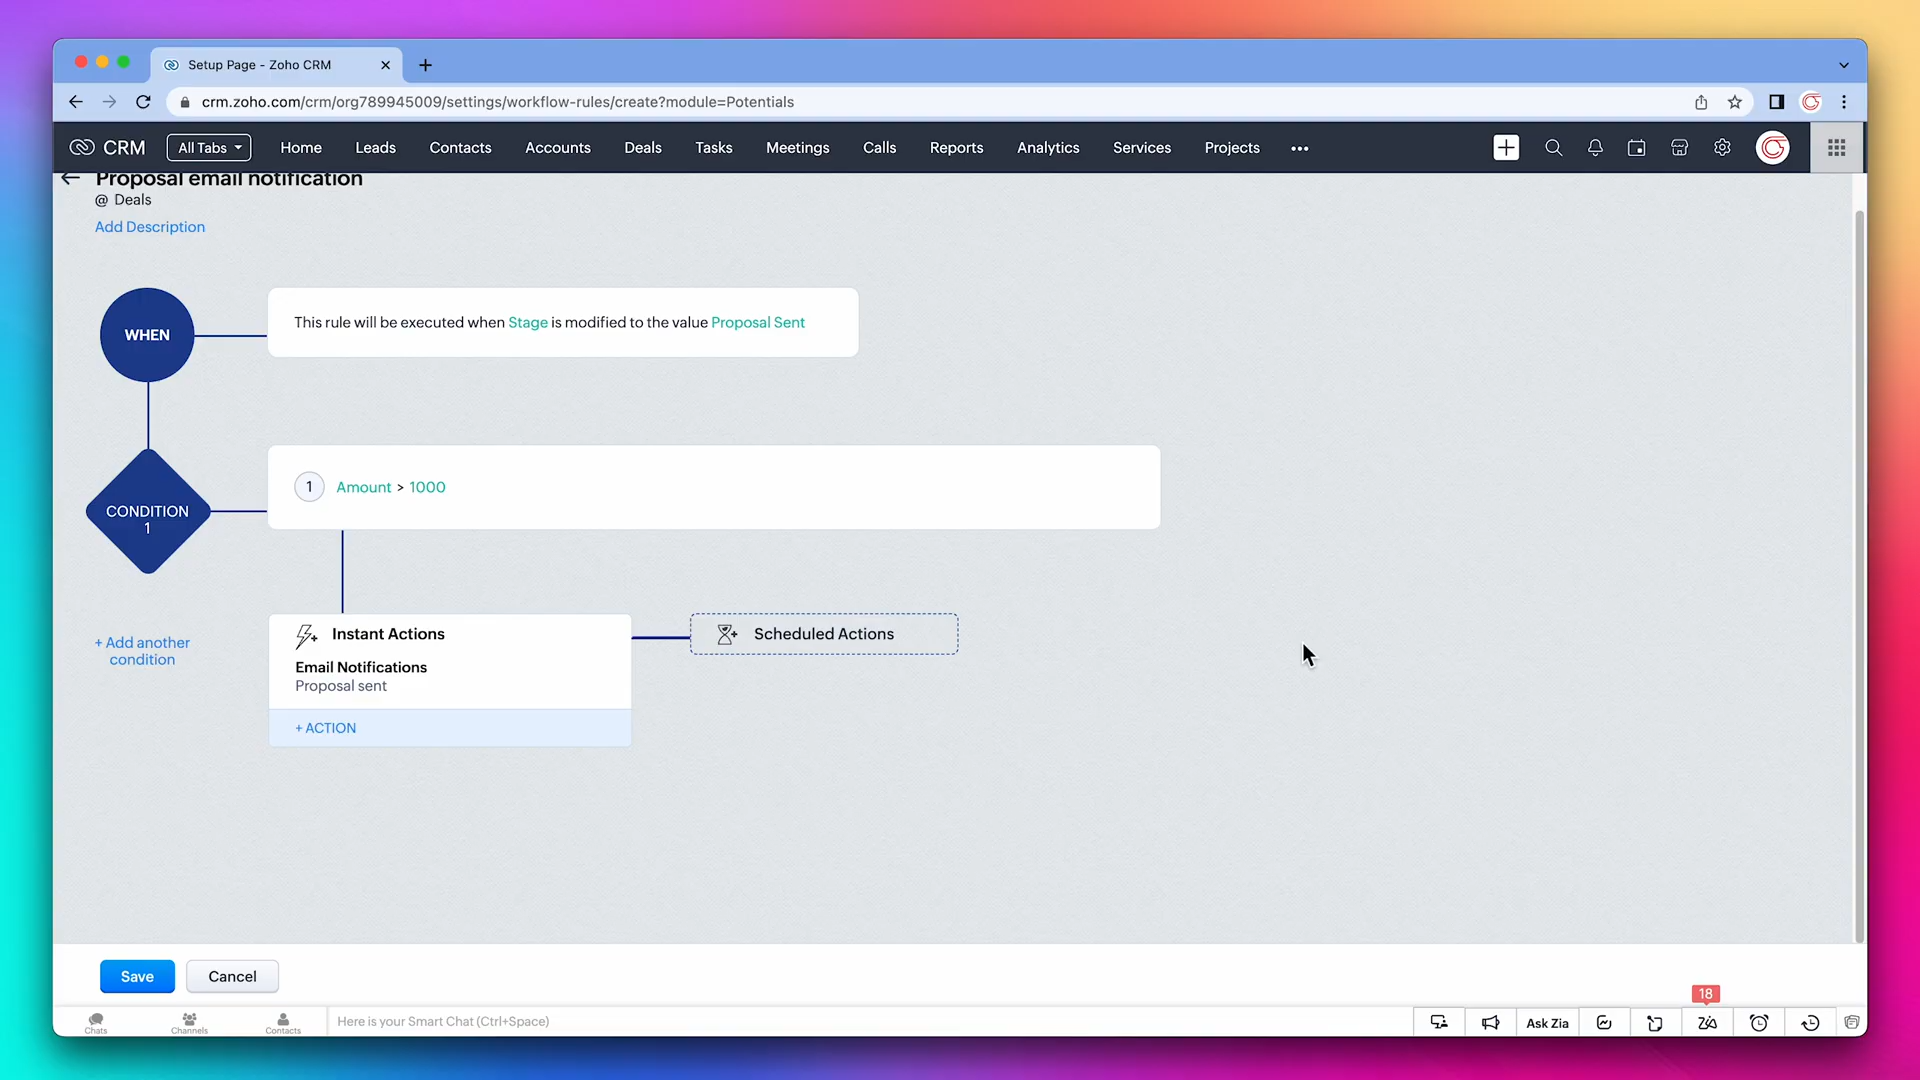 Setup Page - Zoho CRM
crm.zoho.com/crm/org789945009/settings/workflow-rules/create?module=Potentials
CRM
All Tabs
Home
Leads
Contacts
Accounts
Deals
Tasks
Meetings
Calls
Reports
Analytics
Services
Projects
Proposal email notification
@ Deals
Add Description
WHEN
This rule will be executed when Stage is modified to the value Proposal Sent
CONDITION
1
1 Amount > 1000
+ Add another
condition
Instant Actions
Email Notifications
Proposal sent
+ ACTION
Scheduled Actions
Save
Cancel
18
Chats
Channels
Contacts
Here is your Smart Chat (Ctrl+Space)
Ask Zia